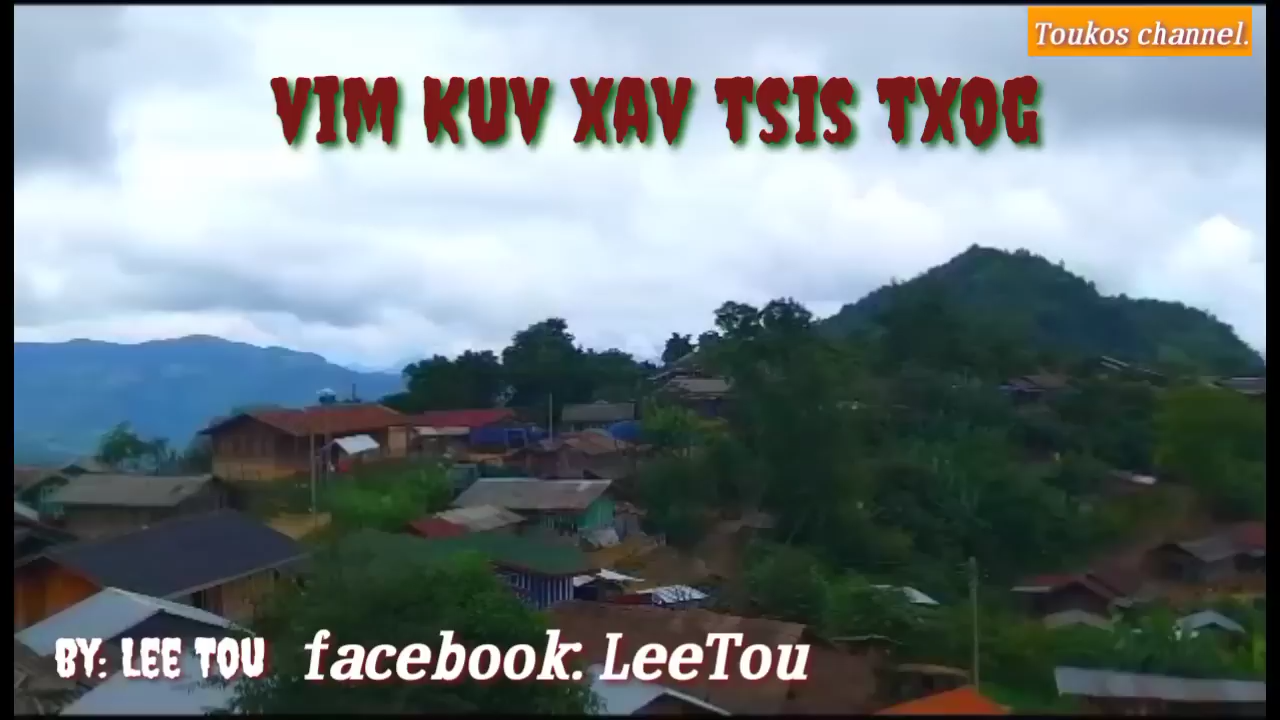 Toukos channel.
VIM KUV XAV TSIS TXOG
BY: LEE TOU facebook: LeeTou